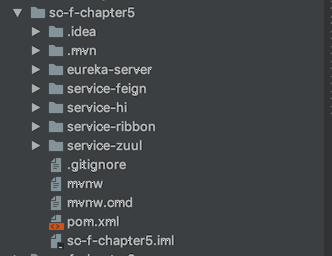 sc-f-chapter5
.idea
.mvn
eureka-server
service-feign
service-hi
service-ribbon
service-zuul
.gitignore
mvnw
mvnw.cmd
pom.xml
sc-f-chapter5.iml